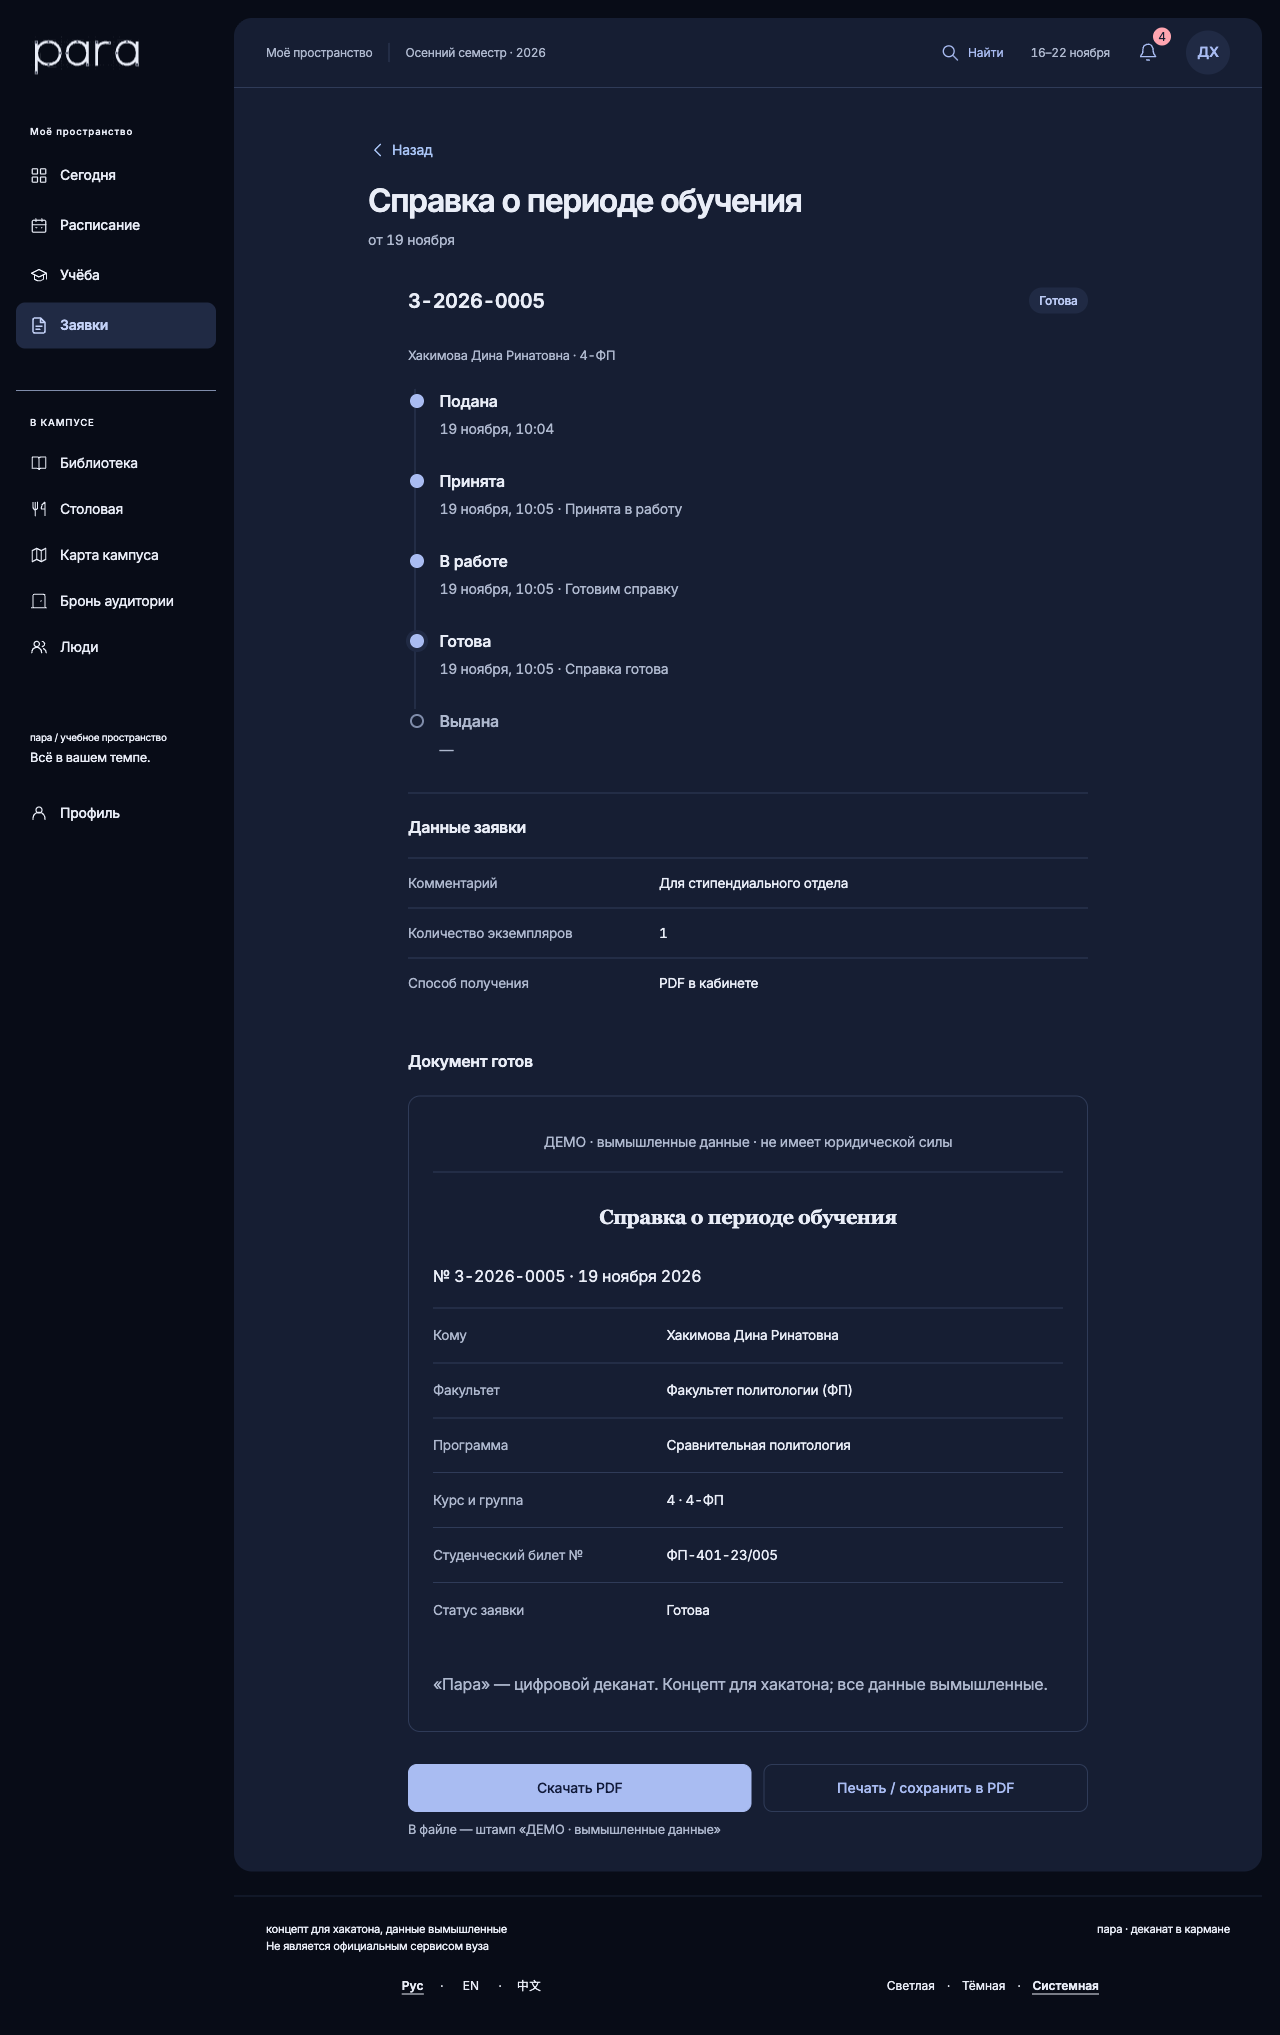 para
Моё пространство
Сегодня
Расписание
Учёба
Заявки
В КАМПУСЕ
Библиотека
Столовая
Карта кампуса
Бронь аудитории
Люди
пара / учебное пространство
Всё в вашем темпе.
Профиль
Моё пространство
Осенний семестр · 2026
Найти
16–22 ноября
4
ДХ
Назад
Справка о периоде обучения
от 19 ноября
З-2026-0005
Готова
Хакимова Дина Ринатовна · 4-ФП
Подана
19 ноября, 10:04
Принята
19 ноября, 10:05 · Принята в работу
В работе
19 ноября, 10:05 · Готовим справку
Готова
19 ноября, 10:05 · Справка готова
Выдана
—
Данные заявки
Комментарий Для стипендиального отдела
Количество экземпляров 1
Способ получения PDF в кабинете
Документ готов
ДЕМО · вымышленные данные · не имеет юридической силы
Справка о периоде обучения
№ З-2026-0005 · 19 ноября 2026
Кому Хакимова Дина Ринатовна
Факультет Факультет политологии (ФП)
Программа Сравнительная политология
Курс и группа 4 · 4-ФП
Студенческий билет № ФП-401-23/005
Статус заявки Готова
«Пара» — цифровой деканат. Концепт для хакатона; все данные вымышленные.
Скачать PDF
Печать / сохранить в PDF
В файле — штамп «ДЕМО · вымышленные данные»
концепт для хакатона, данные вымышленные
Не является официальным сервисом вуза
пара · деканат в кармане
Рус · EN · 中文
Светлая · Тёмная · Системная